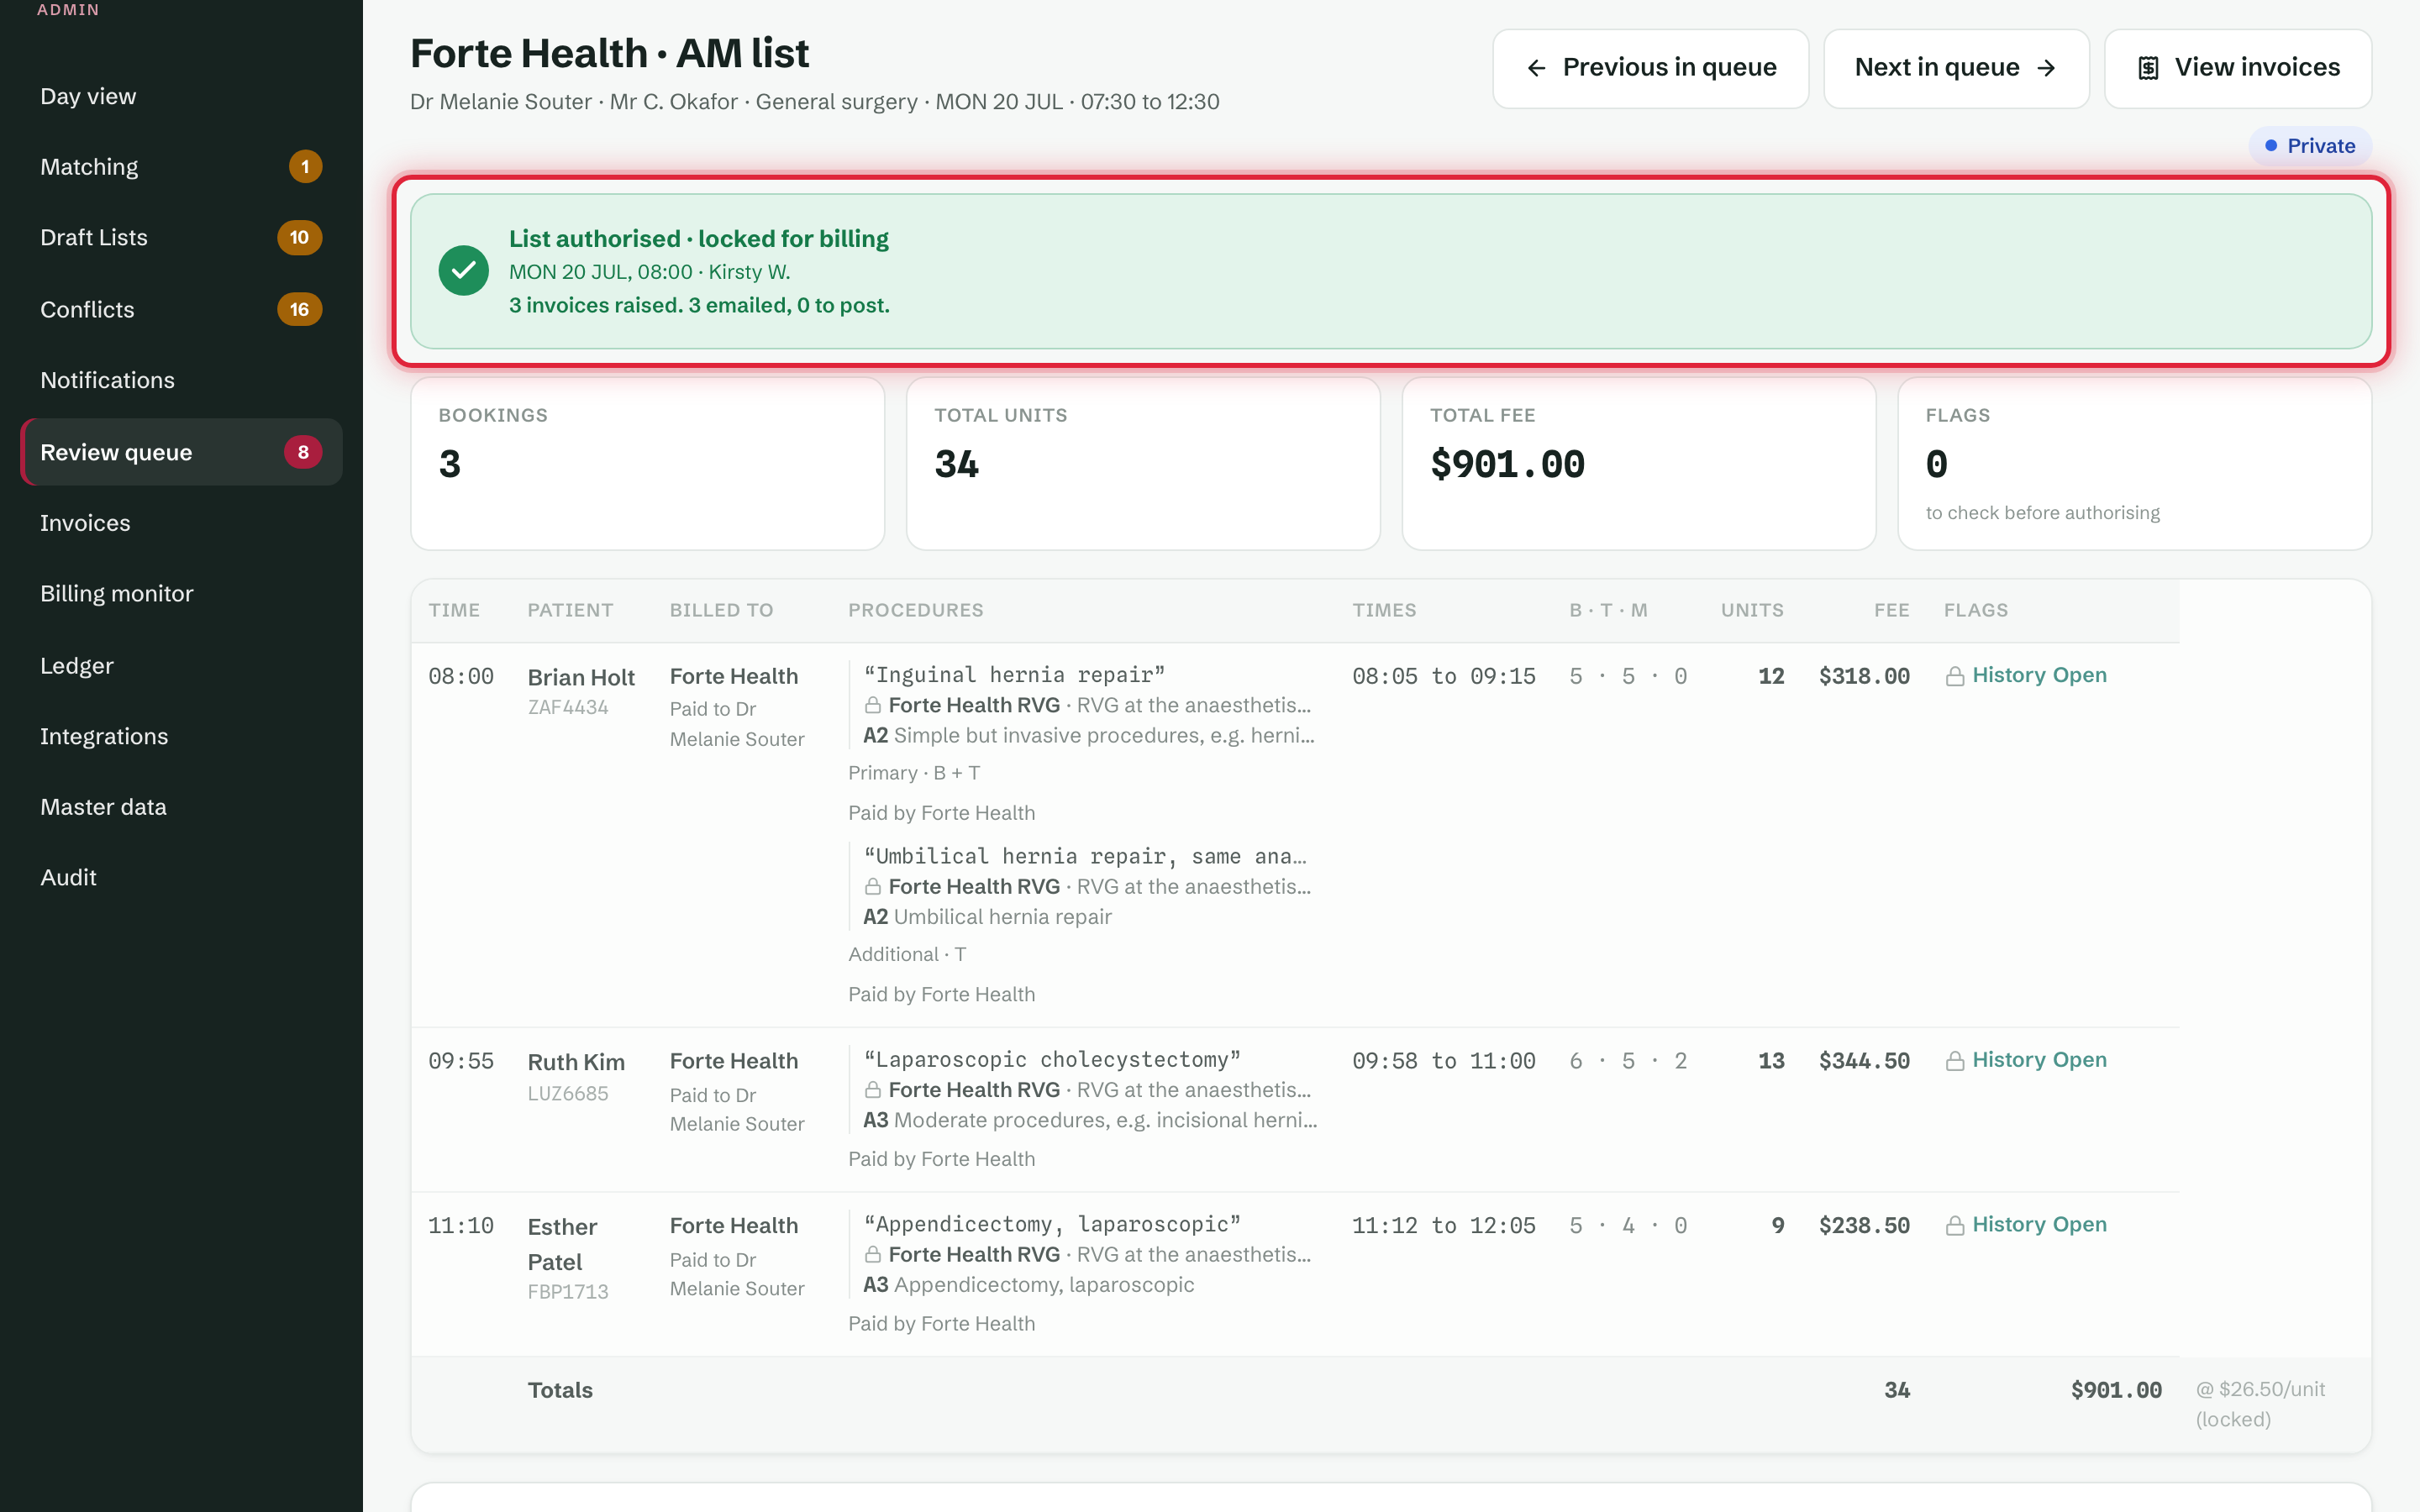 ADMIN
Day view
Matching 1
Draft Lists 10
Conflicts 16
Notifications
Review queue 8
Invoices
Billing monitor
Ledger
Integrations
Master data
Audit
Forte Health · AM list
Dr Melanie Souter · Mr C. Okafor · General surgery · MON 20 JUL · 07:30 to 12:30
← Previous in queue
Next in queue →
View invoices
Private
List authorised · locked for billing
MON 20 JUL, 08:00 · Kirsty W.
3 invoices raised. 3 emailed, 0 to post.
BOOKINGS
3
TOTAL UNITS
34
TOTAL FEE
$901.00
FLAGS
0
to check before authorising
TIME PATIENT BILLED TO PROCEDURES TIMES B · T · M UNITS FEE FLAGS
08:00
Brian Holt
ZAF4434
Forte Health
Paid to Dr
Melanie Souter
“Inguinal hernia repair”
Forte Health RVG · RVG at the anaesthetis...
A2 Simple but invasive procedures, e.g. herni...
Primary · B + T
Paid by Forte Health
“Umbilical hernia repair, same ana...
Forte Health RVG · RVG at the anaesthetis...
A2 Umbilical hernia repair
Additional · T
Paid by Forte Health
08:05 to 09:15
5 · 5 · 0
12
$318.00
History Open
09:55
Ruth Kim
LUZ6685
Forte Health
Paid to Dr
Melanie Souter
“Laparoscopic cholecystectomy”
Forte Health RVG · RVG at the anaesthetis...
A3 Moderate procedures, e.g. incisional herni...
Paid by Forte Health
09:58 to 11:00
6 · 5 · 2
13
$344.50
History Open
11:10
Esther
Patel
FBP1713
Forte Health
Paid to Dr
Melanie Souter
“Appendicectomy, laparoscopic”
Forte Health RVG · RVG at the anaesthetis...
A3 Appendicectomy, laparoscopic
Paid by Forte Health
11:12 to 12:05
5 · 4 · 0
9
$238.50
History Open
Totals 34 $901.00
@ $26.50/unit
(locked)